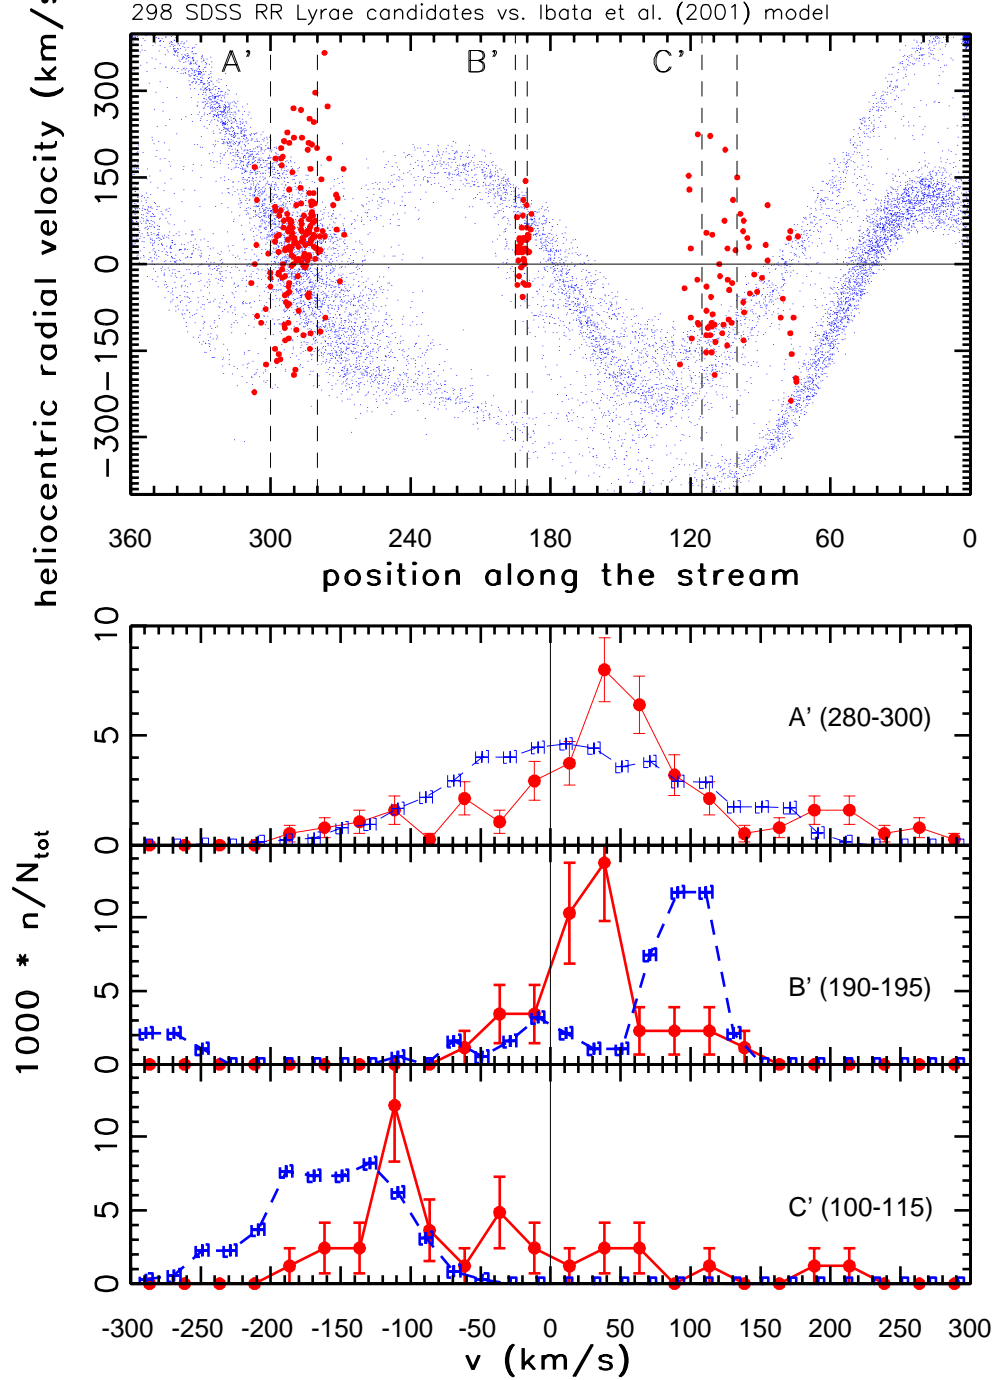 298 SDSS RR Lyrae candidates vs. Ibata et al. (2001) model
heliocentric radial velocity (km/s
A' B' C'
300
150
0
−150
−300
360 300 240 180 120 60 0
position along the stream
1000 * n/Ntot
10
5
0
A' (280-300)
10
5
0
B' (190-195)
10
5
0
C' (100-115)
-300 -250 -200 -150 -100 -50 0 50 100 150 200 250 300
v (km/s)